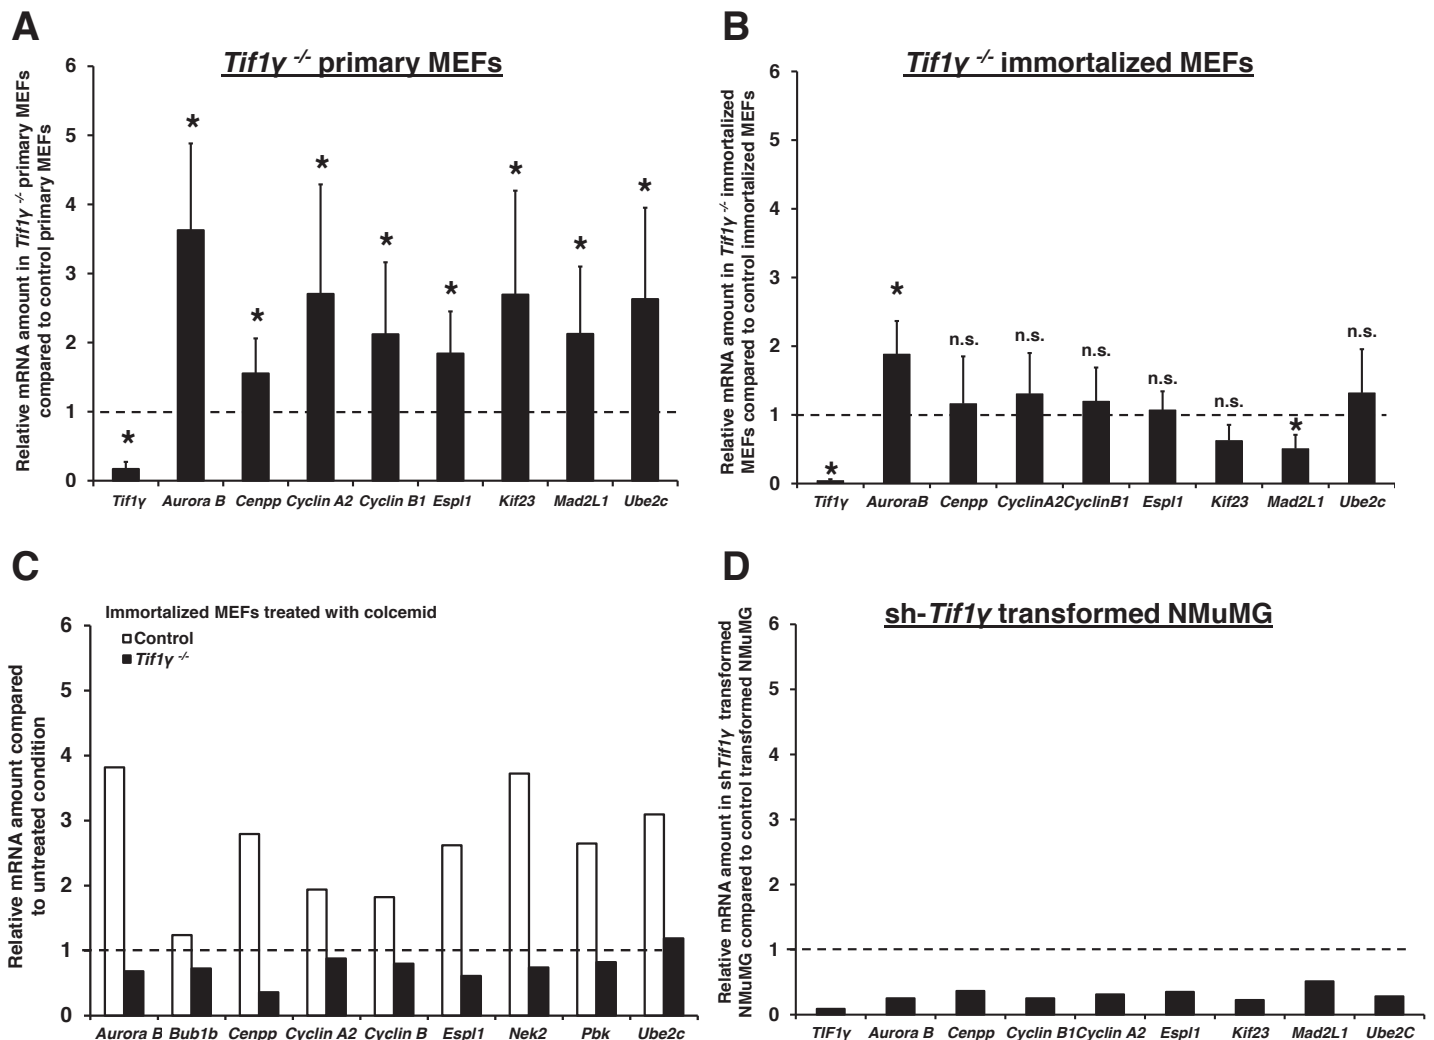 A
Tif1γ -/- primary MEFs
Relative mRNA amount in Tif1γ -/- primary MEFs
compared to control primary MEFs
6
5
4
3
2
1
0
*
*
*
*
*
*
*
*
*
Tif1γ Aurora B Cenpp Cyclin A2 Cyclin B1 Espl1 Kif23 Mad2L1 Ube2c
B
Tif1γ -/- immortalized MEFs
Relative mRNA amount in Tif1γ -/- immortalized
MEFs compared to control immortalized MEFs
6
5
4
3
2
1
0
*
*
n.s.
n.s.
n.s.
n.s.
n.s.
*
n.s.
Tif1γ AuroraB Cenpp CyclinA2CyclinB1 Espl1 Kif23 Mad2L1 Ube2c
C
Immortalized MEFs treated with colcemid
Control
Tif1γ -/-
Relative mRNA amount compared
to untreated condition
6
5
4
3
2
1
0
Aurora B Bub1b Cenpp Cyclin A2 Cyclin B Espl1 Nek2 Pbk Ube2c
D
sh-Tif1γ transformed NMuMG
Relative mRNA amount in shTif1γ transformed
NMuMG compared to control transformed NMuMG
6
5
4
3
2
1
0
TIF1γ Aurora B Cenpp Cyclin B1Cyclin A2 Espl1 Kif23 Mad2L1 Ube2C